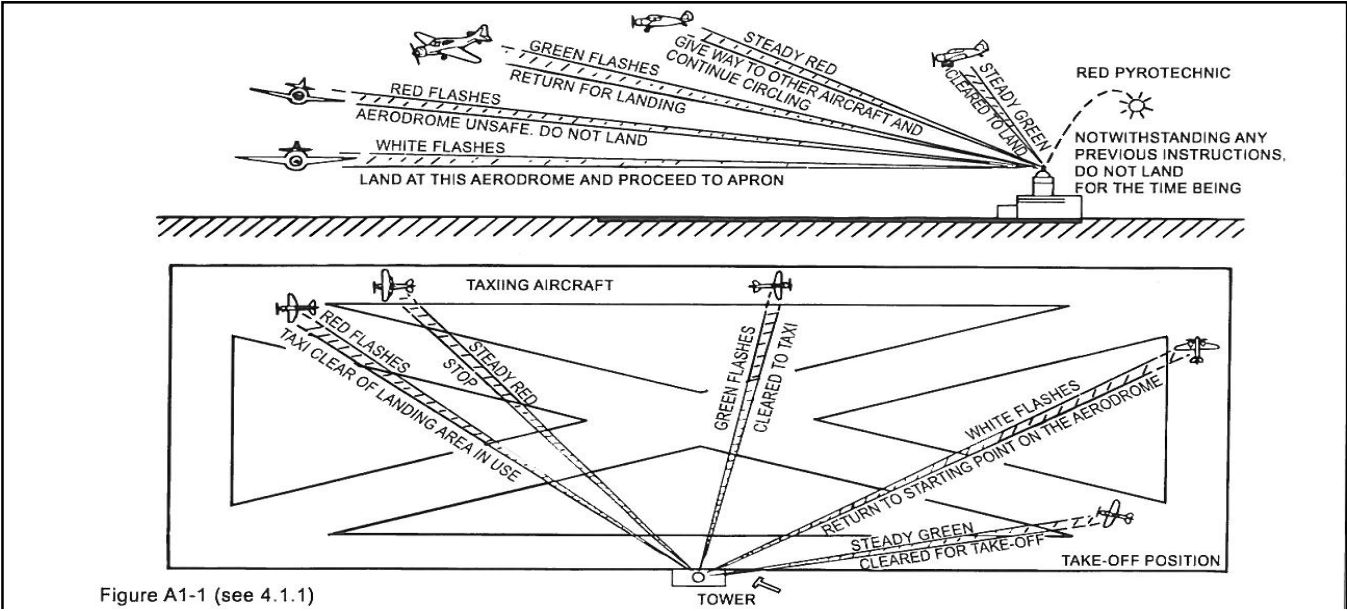 STEADY RED
GIVE WAY TO OTHER AIRCRAFT AND
CONTINUE CIRCLING
GREEN FLASHES
RETURN FOR LANDING
STEADY GREEN
CLEARED TO LAND
RED PYROTECHNIC
RED FLASHES
AERODROME UNSAFE. DO NOT LAND
NOTWITHSTANDING ANY
PREVIOUS INSTRUCTIONS,
DO NOT LAND
FOR THE TIME BEING
WHITE FLASHES
LAND AT THIS AERODROME AND PROCEED TO APRON
TAXIING AIRCRAFT
RED FLASHES
TAXI CLEAR OF LANDING AREA IN USE
STEADY RED
STOP
GREEN FLASHES
CLEARED TO TAXI
WHITE FLASHES
RETURN TO STARTING POINT ON THE AERODROME
STEADY GREEN
CLEARED FOR TAKE-OFF
TAKE-OFF POSITION
TOWER
Figure A1-1 (see 4.1.1)